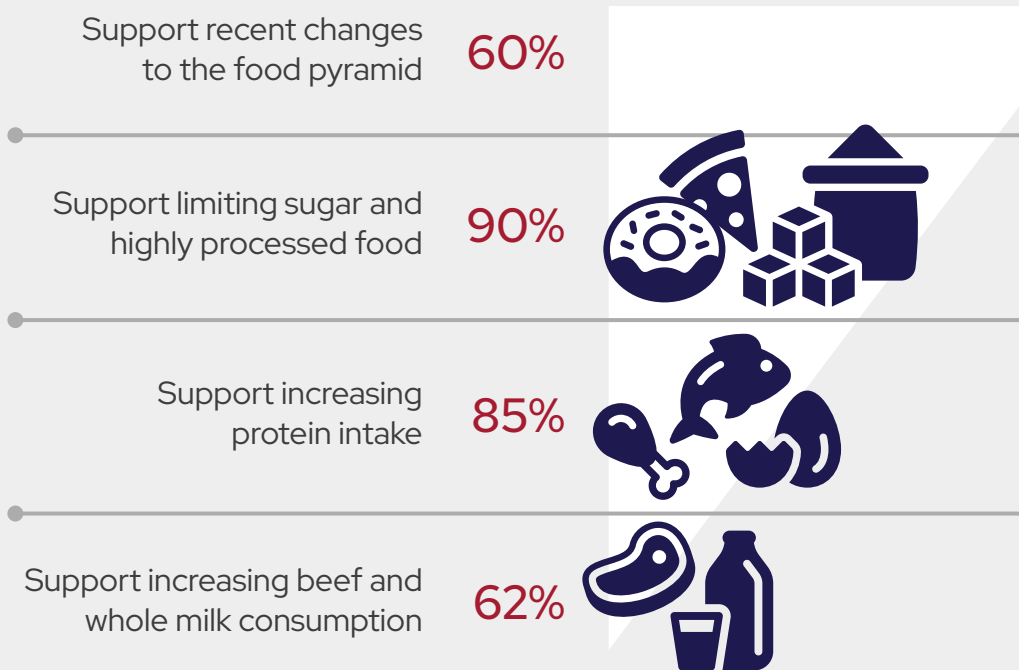 Support recent changes
to the food pyramid
60%
Support limiting sugar and
highly processed food
90%
Support increasing
protein intake
85%
Support increasing beef and
whole milk consumption
62%